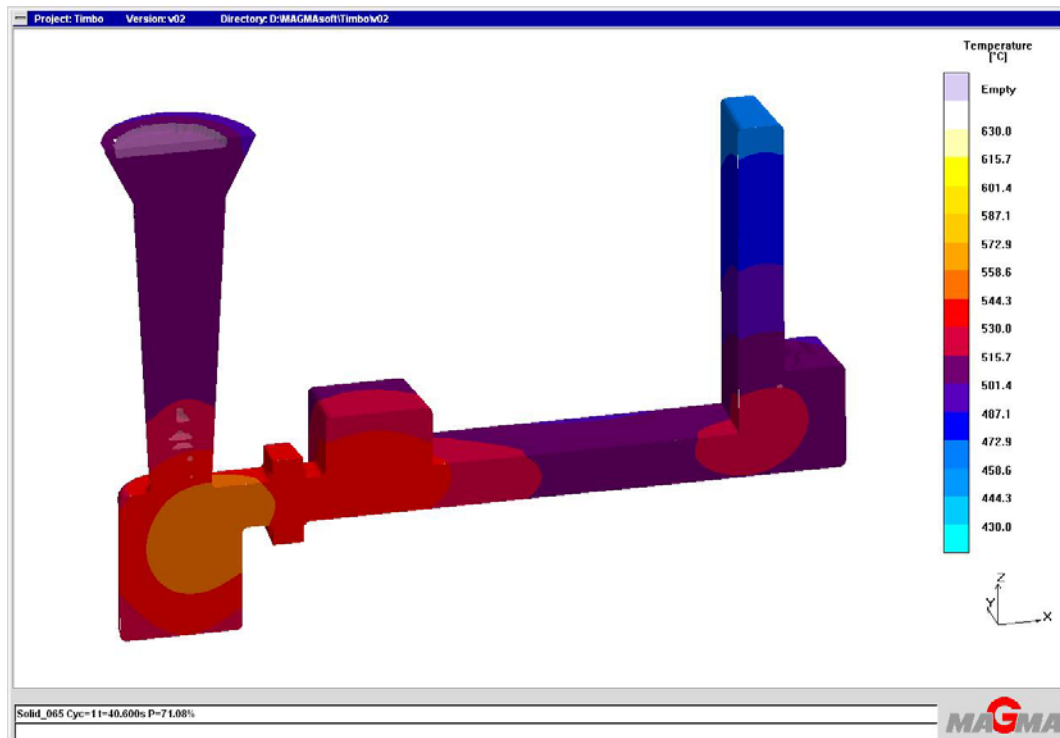 Project: Timbo Version: v02 Directory: D:\MAGMAsoft\Timbo\v02
Temperature
[°C]
Empty
630.0
615.7
601.4
587.1
572.9
558.6
544.3
530.0
515.7
501.4
487.1
472.9
458.6
444.3
430.0
Z
Y
X
Solid_065 Cyc=1 t=40.600s P=71.08%
MAGMA